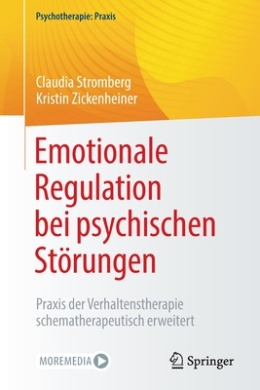 Psychotherapie: Praxis
Claudia Stromberg
Kristin Zickenheiner
Emotionale
Regulation
bei psychischen
Störungen
Praxis der Verhaltenstherapie
schematherapeutisch erweitert
MOREMEDIA
Springer